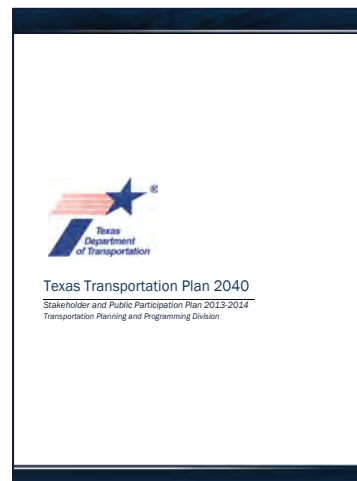 ®
Texas
Department
of Transportation
Texas Transportation Plan 2040
Stakeholder and Public Participation Plan 2013-2014
Transportation Planning and Programming Division